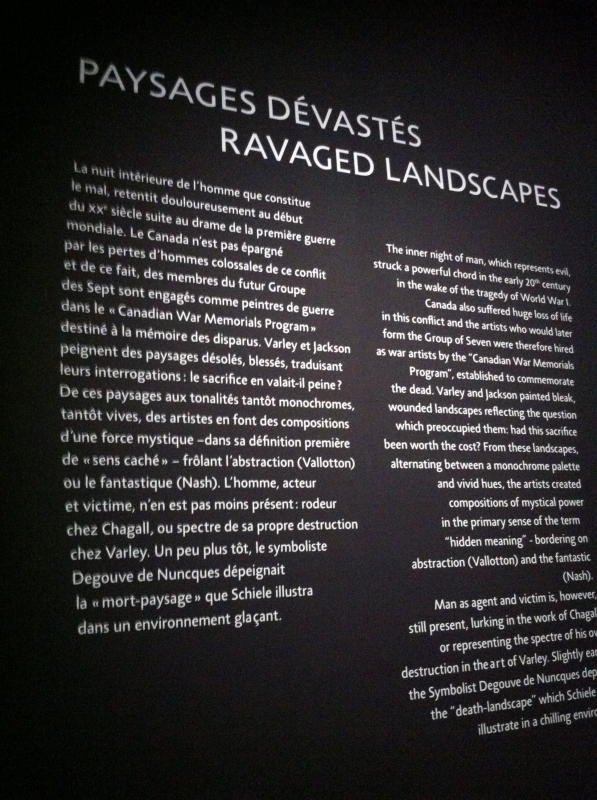 PAYSAGES DÉVASTÉS
RAVAGED LANDSCAPES
La nuit intérieure de l'homme que constitue
le mal, retentit douloureusement au début
du XXe siècle suite au drame de la première guerre
mondiale. Le Canada n'est pas épargné
par les pertes d'hommes colossales de ce conflit
et de ce fait, des membres du futur Groupe
des Sept sont engagés comme peintres de guerre
dans le « Canadian War Memorials Program »
destiné à la mémoire des disparus. Varley et Jackson
peignent des paysages désolés, blessés, traduisant
leurs interrogations : le sacrifice en valait-il peine ?
De ces paysages aux tonalités tantôt monochromes,
tantôt vives, des artistes en font des compositions
d'une force mystique –dans sa définition première
de « sens caché » – frôlant l'abstraction (Vallotton)
ou le fantastique (Nash). L'homme, acteur
et victime, n'en est pas moins présent : rodeur
chez Chagall, ou spectre de sa propre destruction
chez Varley. Un peu plus tôt, le symboliste
Degouve de Nuncques dépeignait
la « mort-paysage » que Schiele illustra
dans un environnement glaçant.
The inner night of man, which represents evil,
struck a powerful chord in the early 20th century
in the wake of the tragedy of World War I.
Canada also suffered huge loss of life
in this conflict and the artists who would later
form the Group of Seven were therefore hired
as war artists by the "Canadian War Memorials
Program", established to commemorate
the dead. Varley and Jackson painted bleak,
wounded landscapes reflecting the question
which preoccupied them: had this sacrifice
been worth the cost? From these landscapes,
alternating between a monochrome palette
and vivid hues, the artists created
compositions of mystical power
in the primary sense of the term
"hidden meaning" - bordering on
abstraction (Vallotton) and the fantastic
(Nash).
Man as agent and victim is, however,
still present, lurking in the work of Chagal
or representing the spectre of his
destruction in the art of Varley. Slightly
the Symbolist Degouve de Nuncques
the "death-landscape" which Schiele
illustrate in a chilling